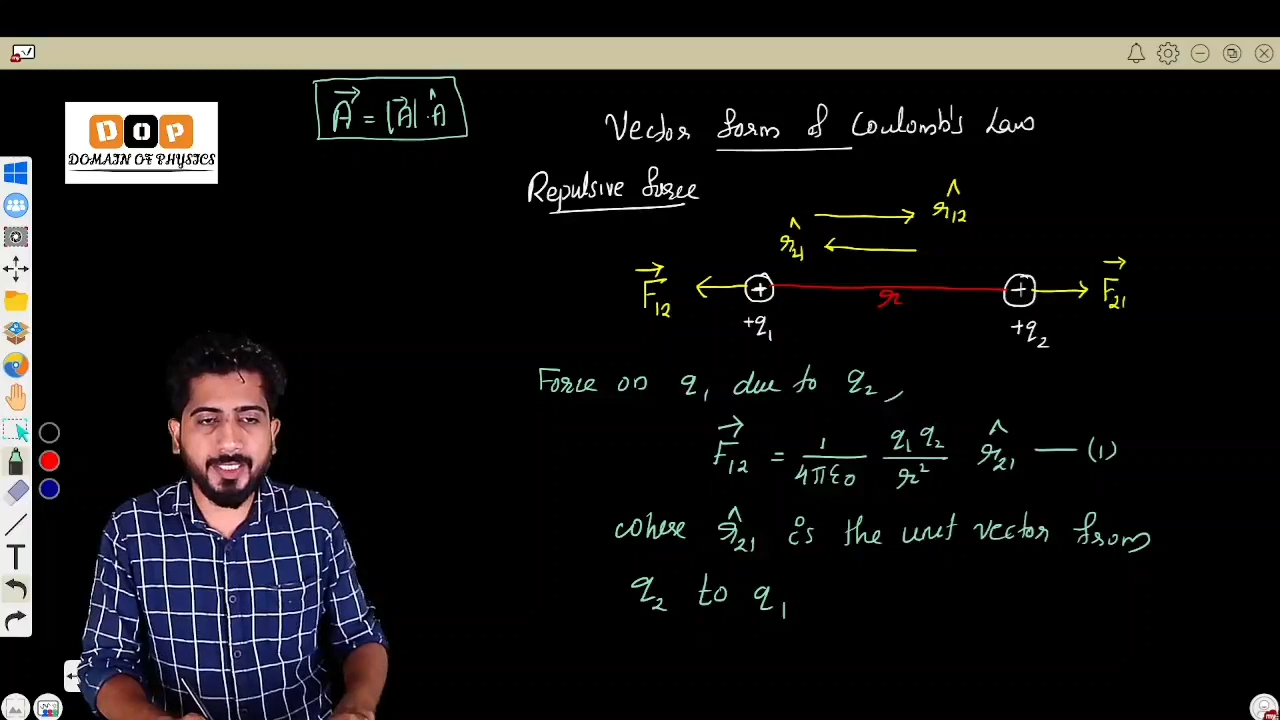 DOP
DOMAIN OF PHYSICS
A⃗ = |A⃗| · Â
Vector form of Coulomb's Law
Repulsive force
r̂₁₂
r̂₂₁
F⃗₁₂
r
F⃗₂₁
+
+
+q₁
+q₂
Force on q₁ due to q₂,
F⃗₁₂ = 1/4πε₀ q₁ q₂/r² r̂₂₁ — (1)
where r̂₂₁ is the unit vector from
q₂ to q₁
T